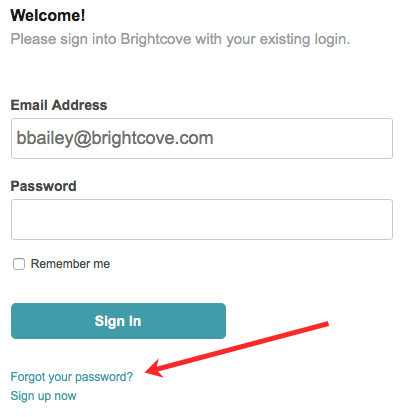 Welcome!
Please sign into Brightcove with your existing login.
Email Address
bbailey@brightcove.com
Password
Remember me
Sign In
Forgot your password?
Sign up now